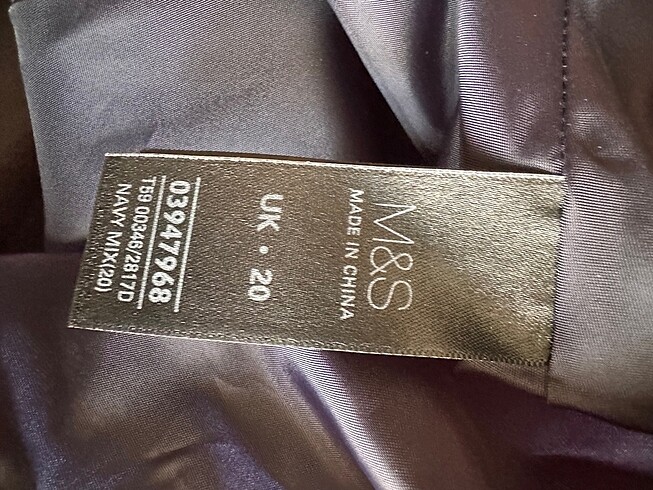 M&S
MADE IN CHINA
UK • 20
03947968
T59 00346/2817D
NAVY MIX(20)